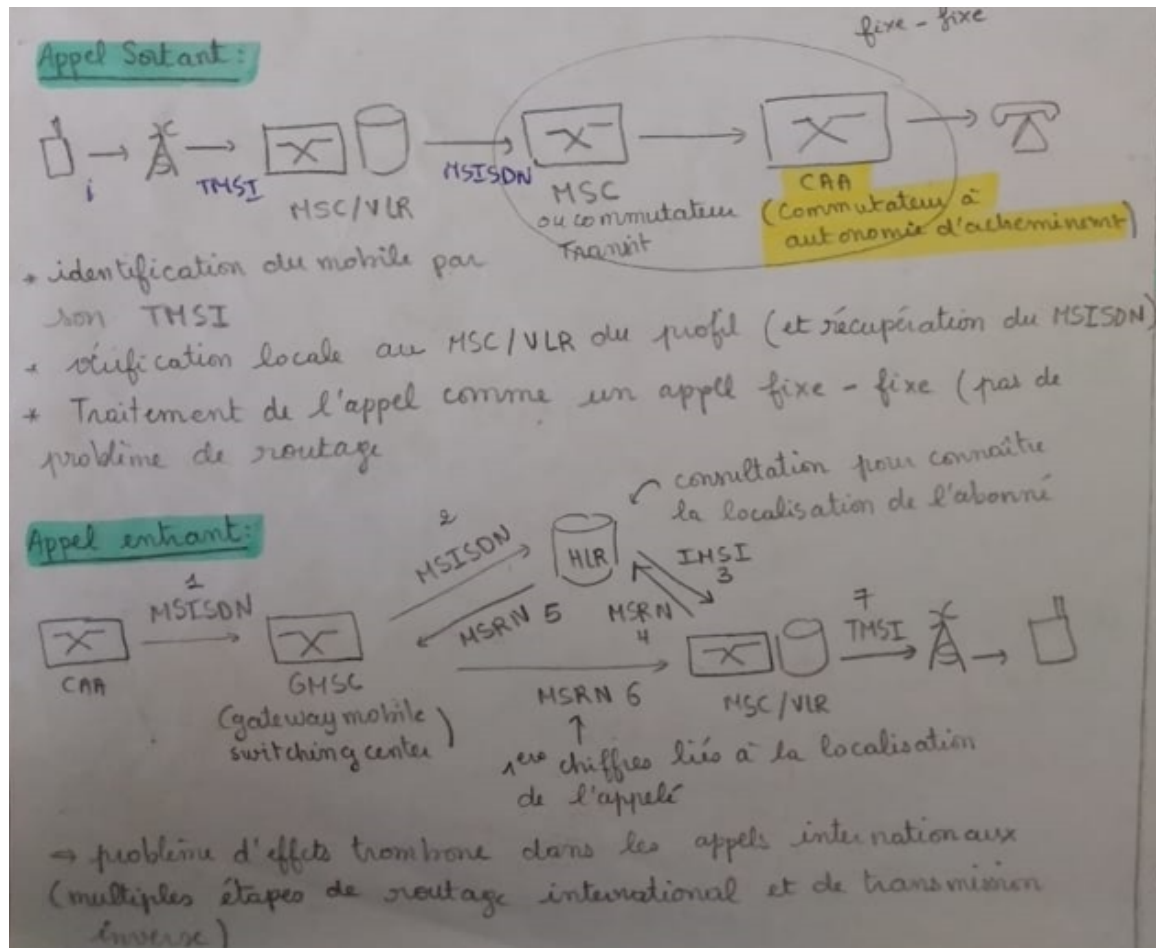 fixe - fixe
Appel Sortant:
i
TMSI
MSC/VLR
MSISDN
MSC
ou commutateur
Transit
CAA
(Commutateur à
autonomie d'acheminemt)
* identification du mobile par
son TMSI
* vérification locale au MSC/VLR du profil (et récupération du MSISDN)
* Traitement de l'appel comme un appell fixe - fixe (pas de
problème de routage
Appel entrant:
consultation pour connaître
la localisation de l'abonné
1
MSISDN
CAA
GMSC
(gateway mobile
switching center)
2
MSISDN
HLR
MSRN 5
IMSI
3
MSRN
4
MSRN 6
MSC/VLR
7
TMSI
1ers chiffres liés à la localisation
de l'appelé
⇒ problème d'effets trombone dans les appels internationaux
(multiples étapes de routage international et de transmission
inverse)